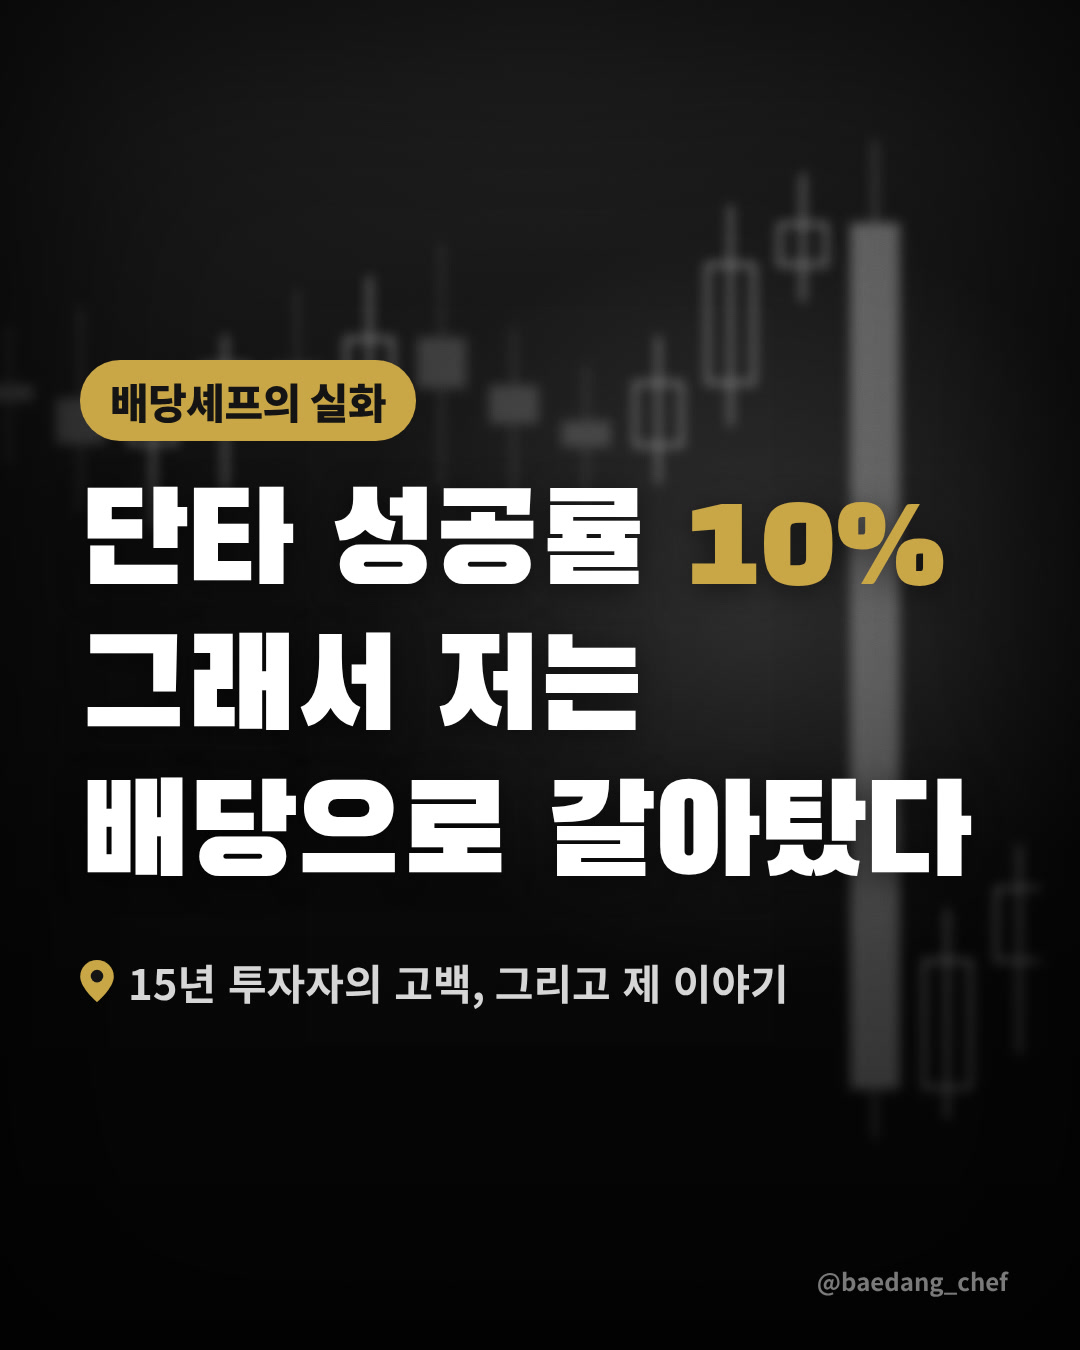 배당셰프의 실화
단타 성공률 10%
그래서 저는
배당으로 갈아탔다
15년 투자자의 고백, 그리고 제 이야기
@baedang_chef